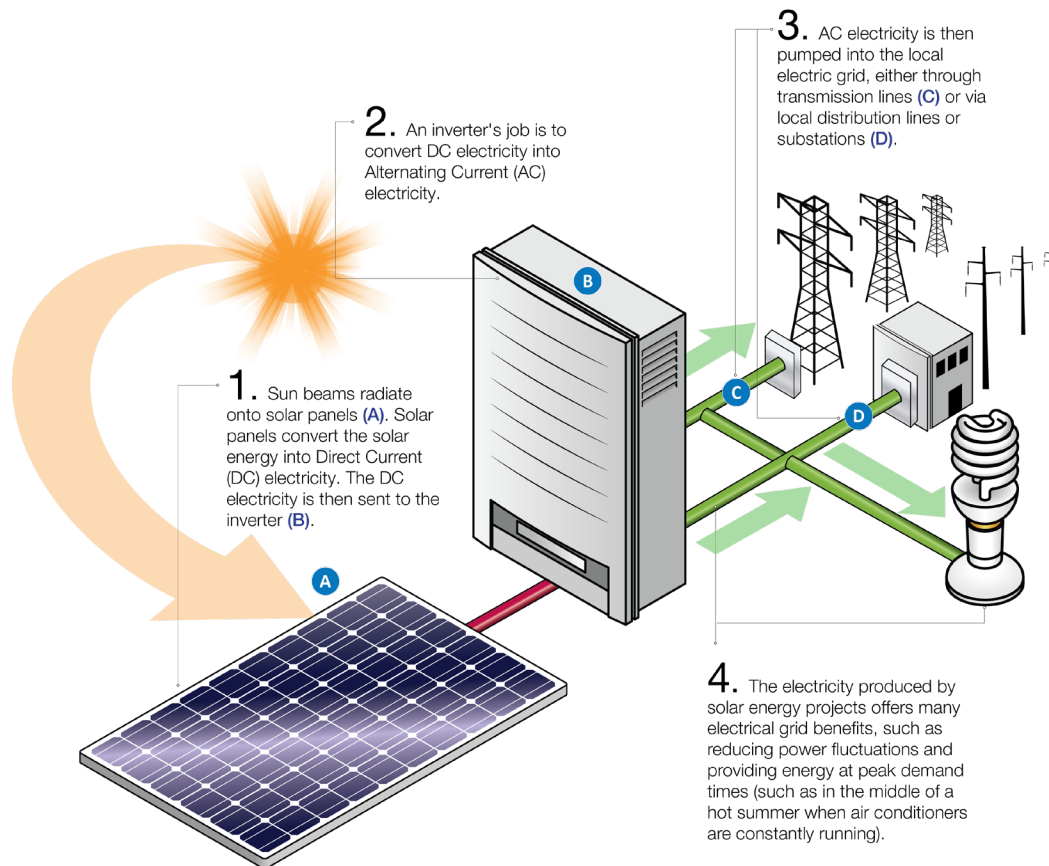 1. Sun beams radiate
onto solar panels (A). Solar
panels convert the solar
energy into Direct Current
(DC) electricity. The DC
electricity is then sent to the
inverter (B).
2. An inverter's job is to
convert DC electricity into
Alternating Current (AC)
electricity.
3. AC electricity is then
pumped into the local
electric grid, either through
transmission lines (C) or via
local distribution lines or
substations (D).
4. The electricity produced by
solar energy projects offers many
electrical grid benefits, such as
reducing power fluctuations and
providing energy at peak demand
times (such as in the middle of a
hot summer when air conditioners
are constantly running).
A
B
C
D